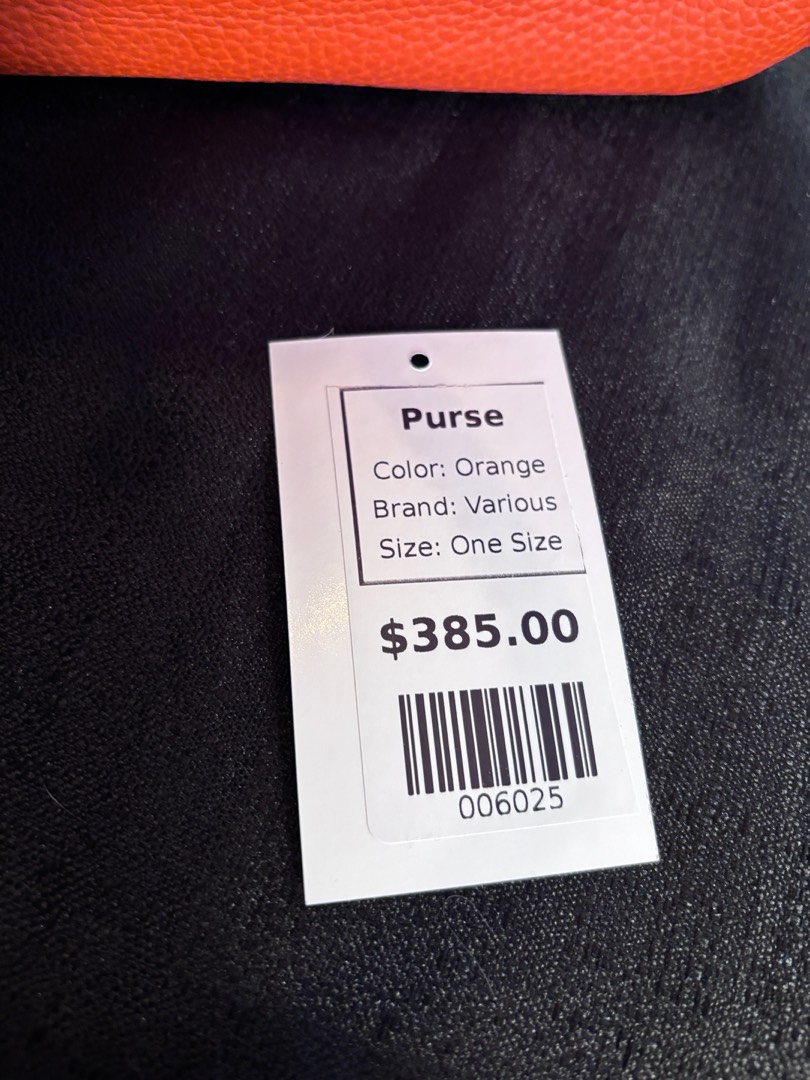 Purse
Color: Orange
Brand: Various
Size: One Size
$385.00
006025